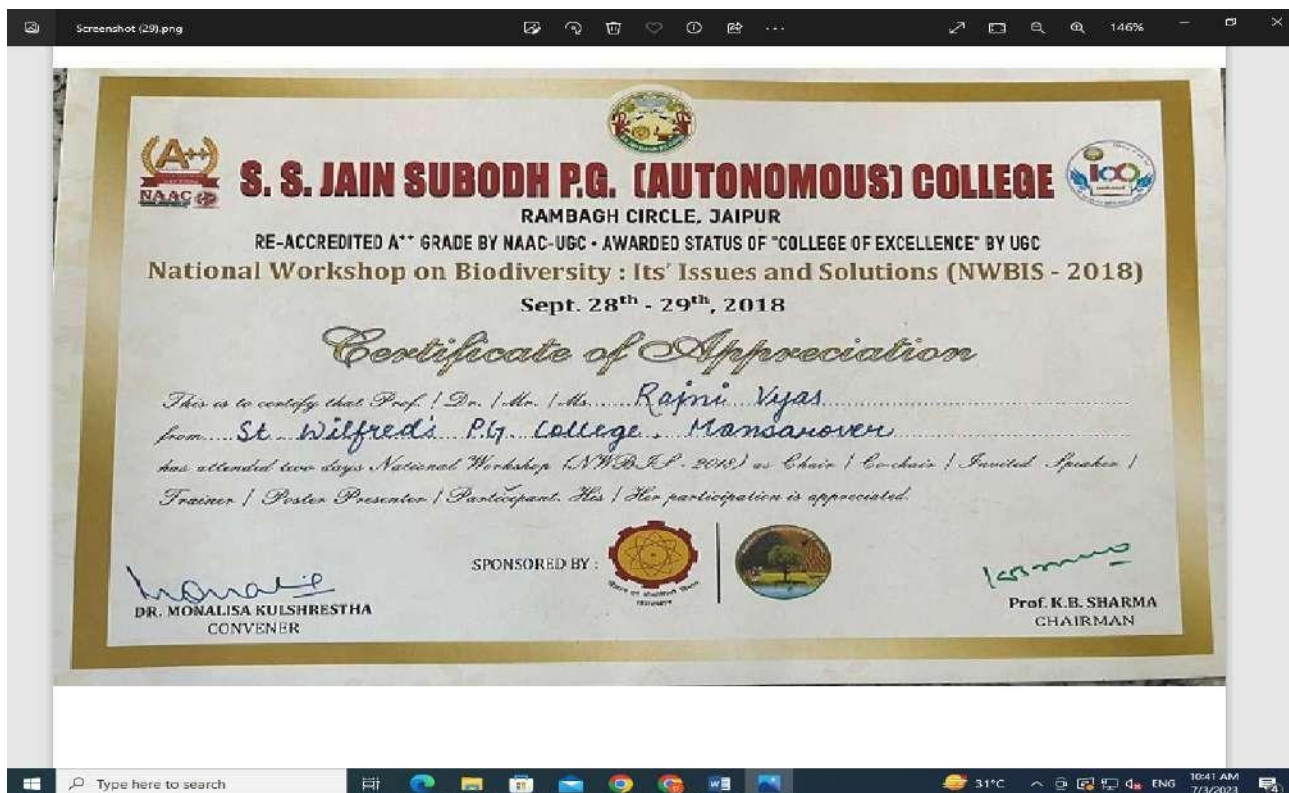 Screenshot (29).png
146%
A++
NAAC
100
S. S. JAIN SUBODH P.G. (AUTONOMOUS) COLLEGE
RAMBAGH CIRCLE, JAIPUR
RE-ACCREDITED A++ GRADE BY NAAC-UGC • AWARDED STATUS OF "COLLEGE OF EXCELLENCE" BY UGC
National Workshop on Biodiversity : Its' Issues and Solutions (NWBIS - 2018)
Sept. 28th - 29th, 2018
Certificate of Appreciation
This is to certify that Prof. / Dr. / Mr. / Ms. Rajni Vyas
from St Wilfred's P.G. College, Mansarover
has attended two days National Workshop (NWBIS - 2018) as Chair / Co-chair / Invited Speaker /
Trainer / Poster Presenter / Participant. His / Her participation is appreciated.
SPONSORED BY :
DR. MONALISA KULSHRESTHA
CONVENER
Prof. K.B. SHARMA
CHAIRMAN
Type here to search
31°C
ENG
10:41 AM
7/3/2023